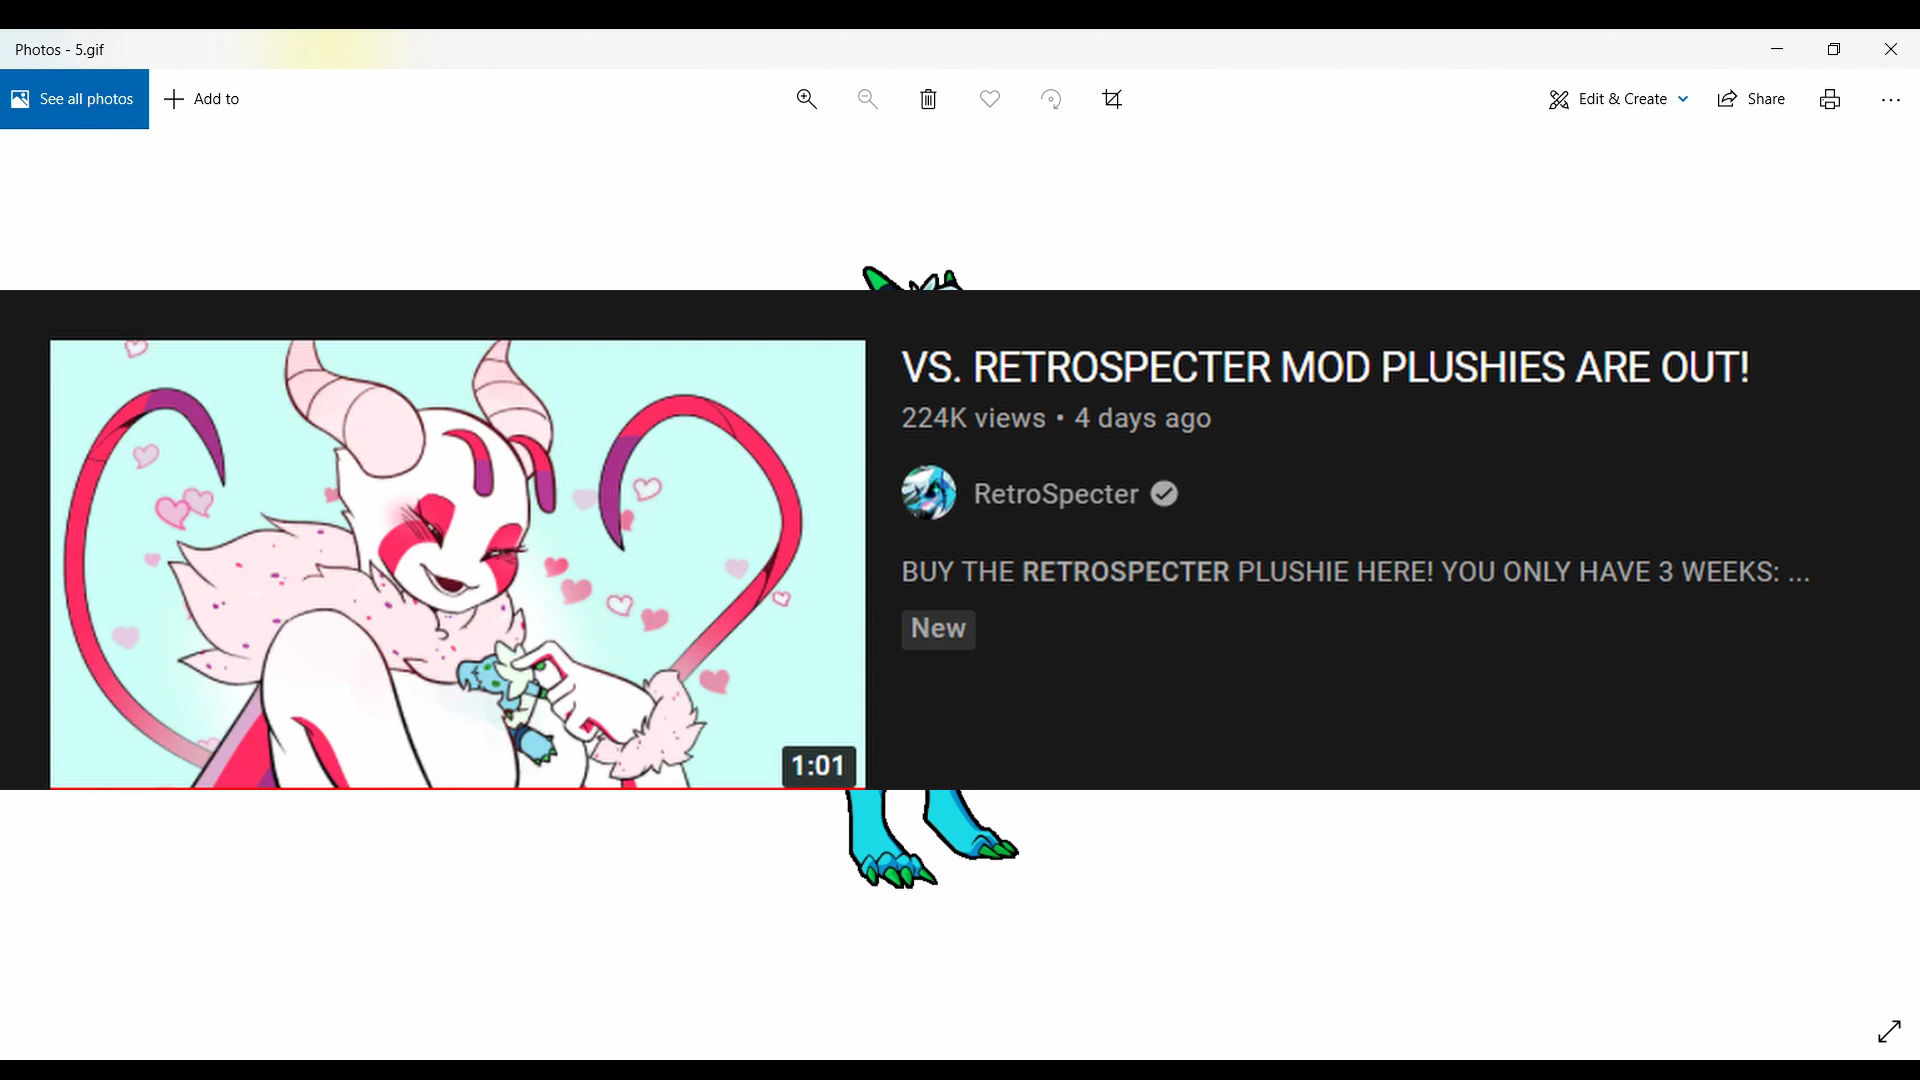 Photos - 5.gif
See all photos
Add to
Edit & Create
Share
VS. RETROSPECTER MOD PLUSHIES ARE OUT!
224K views • 4 days ago
RetroSpecter
BUY THE RETROSPECTER PLUSHIE HERE! YOU ONLY HAVE 3 WEEKS: ...
New
1:01